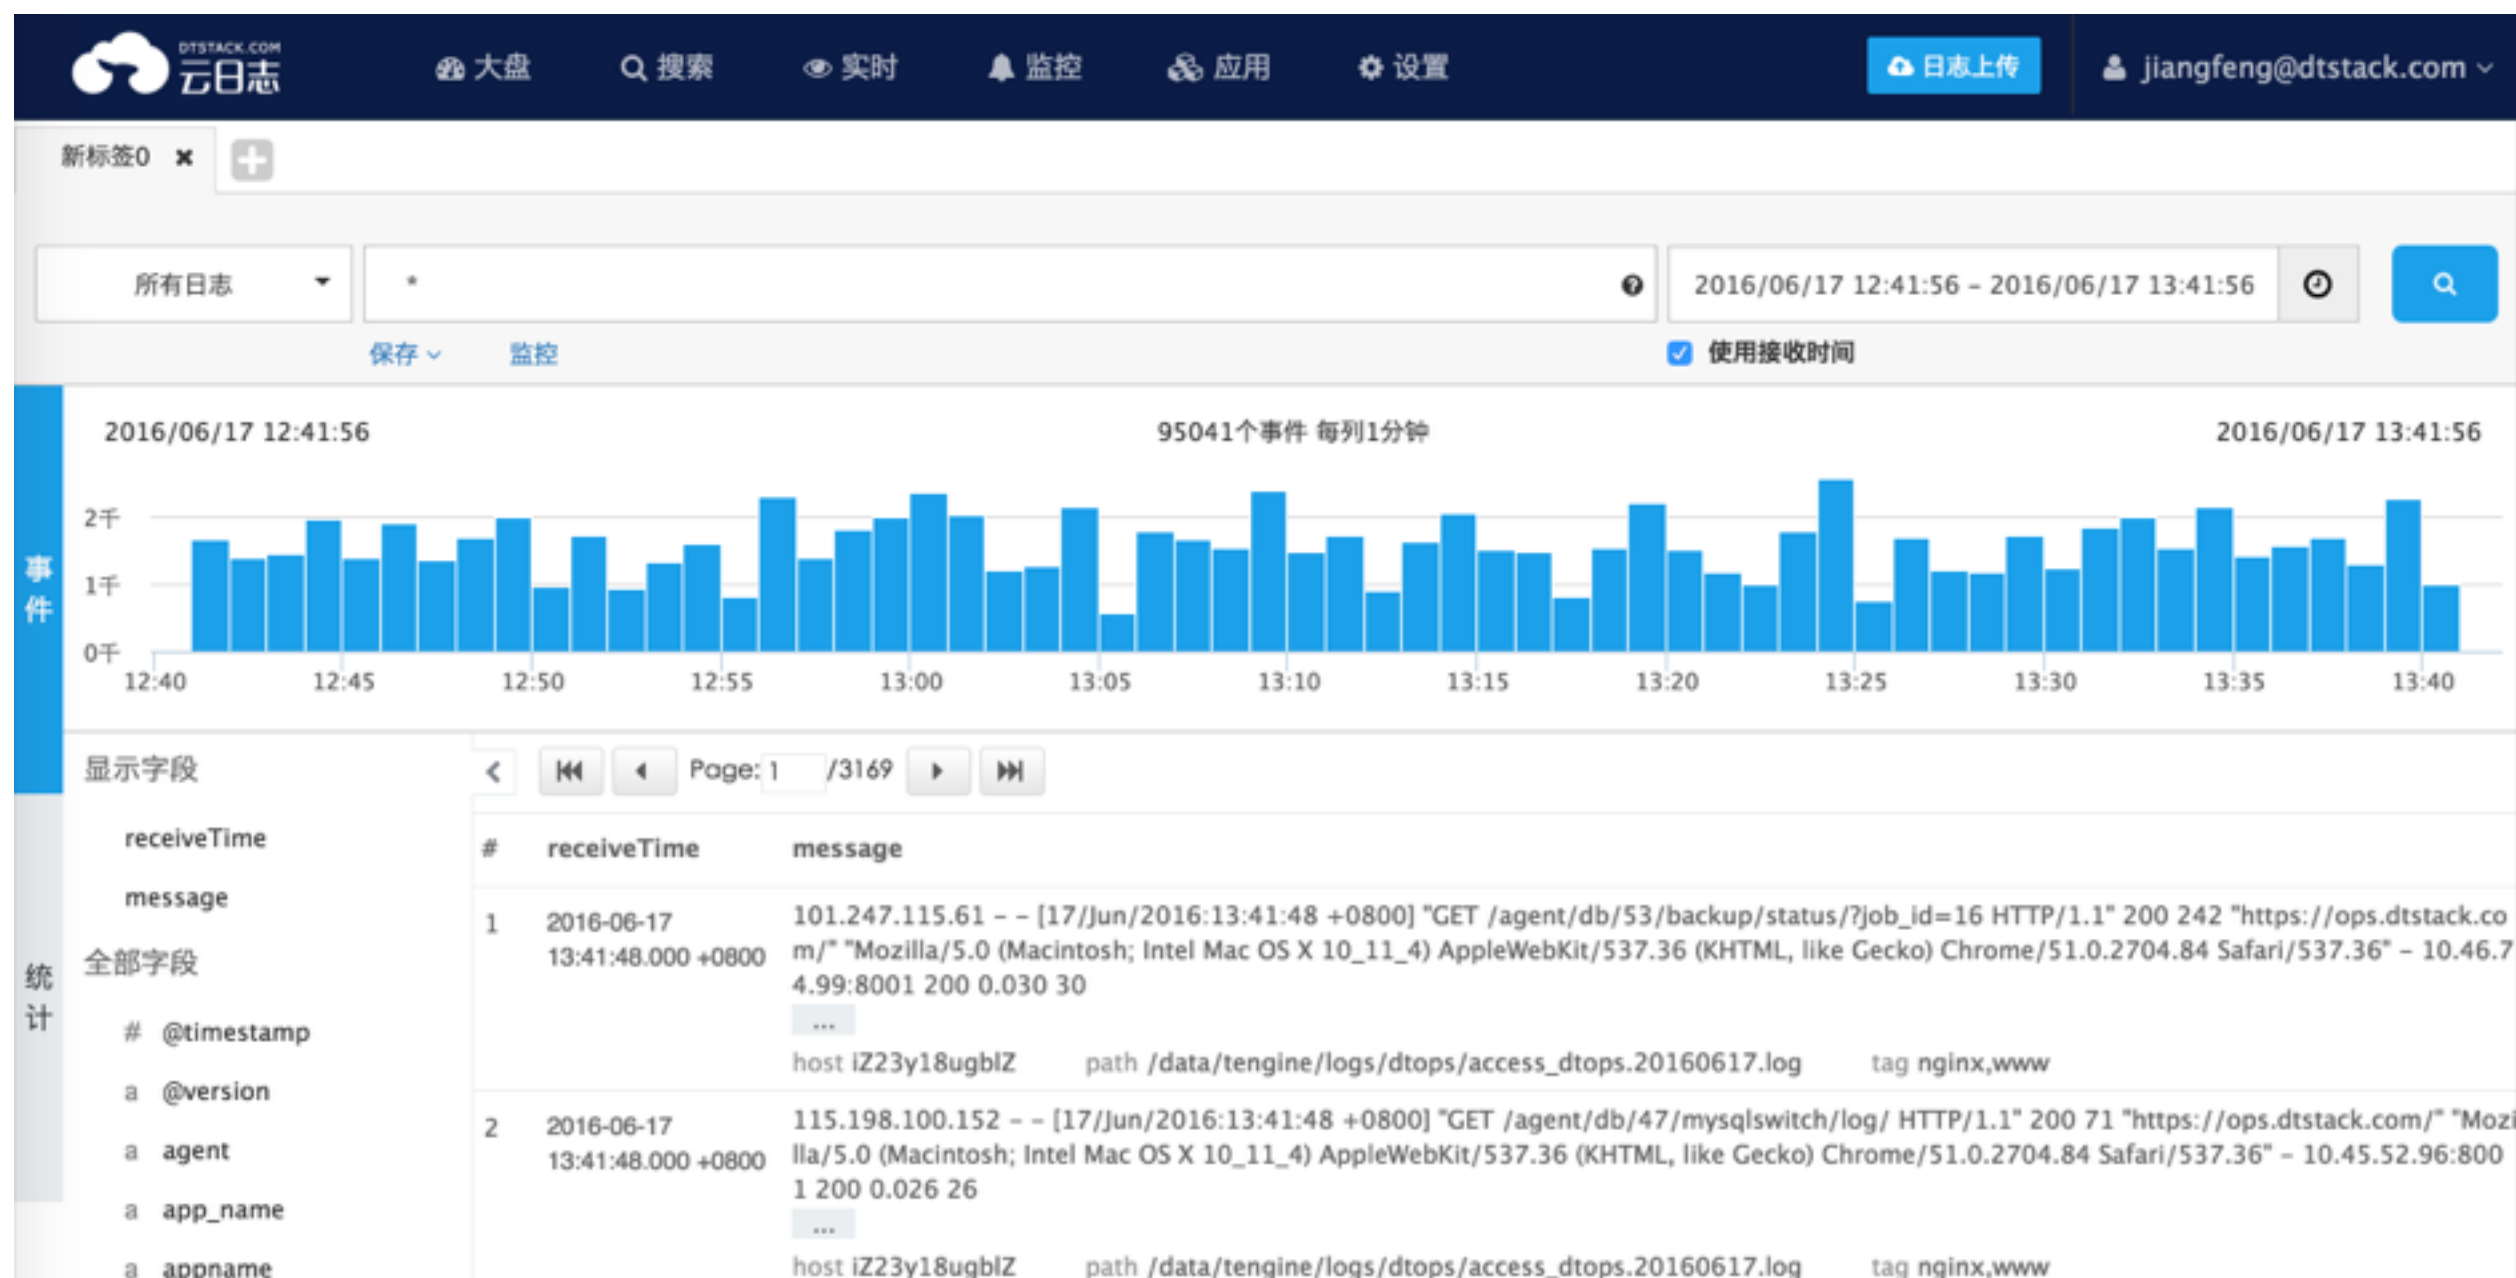 DTSTACK.COM
云日志
大盘
搜索
实时
监控
应用
设置
日志上传
jiangfeng@dtstack.com
新标签0
所有日志
*
2016/06/17 12:41:56 – 2016/06/17 13:41:56
保存
监控
使用接收时间
事件
统计
2016/06/17 12:41:56
95041个事件 每列1分钟
2016/06/17 13:41:56
2千
1千
0千
12:40
12:45
12:50
12:55
13:00
13:05
13:10
13:15
13:20
13:25
13:30
13:35
13:40
显示字段
receiveTime
message
全部字段
# @timestamp
a @version
a agent
a app_name
a appname
Page: 1 /3169
# receiveTime message
1
2016-06-17
13:41:48.000 +0800
101.247.115.61 – – [17/Jun/2016:13:41:48 +0800] "GET /agent/db/53/backup/status/?job_id=16 HTTP/1.1" 200 242 "https://ops.dtstack.co
m/" "Mozilla/5.0 (Macintosh; Intel Mac OS X 10_11_4) AppleWebKit/537.36 (KHTML, like Gecko) Chrome/51.0.2704.84 Safari/537.36" – 10.46.7
4.99:8001 200 0.030 30
...
host iZ23y18ugblZ path /data/tengine/logs/dtops/access_dtops.20160617.log tag nginx,www
2
2016-06-17
13:41:48.000 +0800
115.198.100.152 – – [17/Jun/2016:13:41:48 +0800] "GET /agent/db/47/mysqlswitch/log/ HTTP/1.1" 200 71 "https://ops.dtstack.com/" "Mozi
lla/5.0 (Macintosh; Intel Mac OS X 10_11_4) AppleWebKit/537.36 (KHTML, like Gecko) Chrome/51.0.2704.84 Safari/537.36" – 10.45.52.96:800
1 200 0.026 26
...
host iZ23y18ugblZ path /data/tengine/logs/dtops/access_dtops.20160617.log tag nginx,www